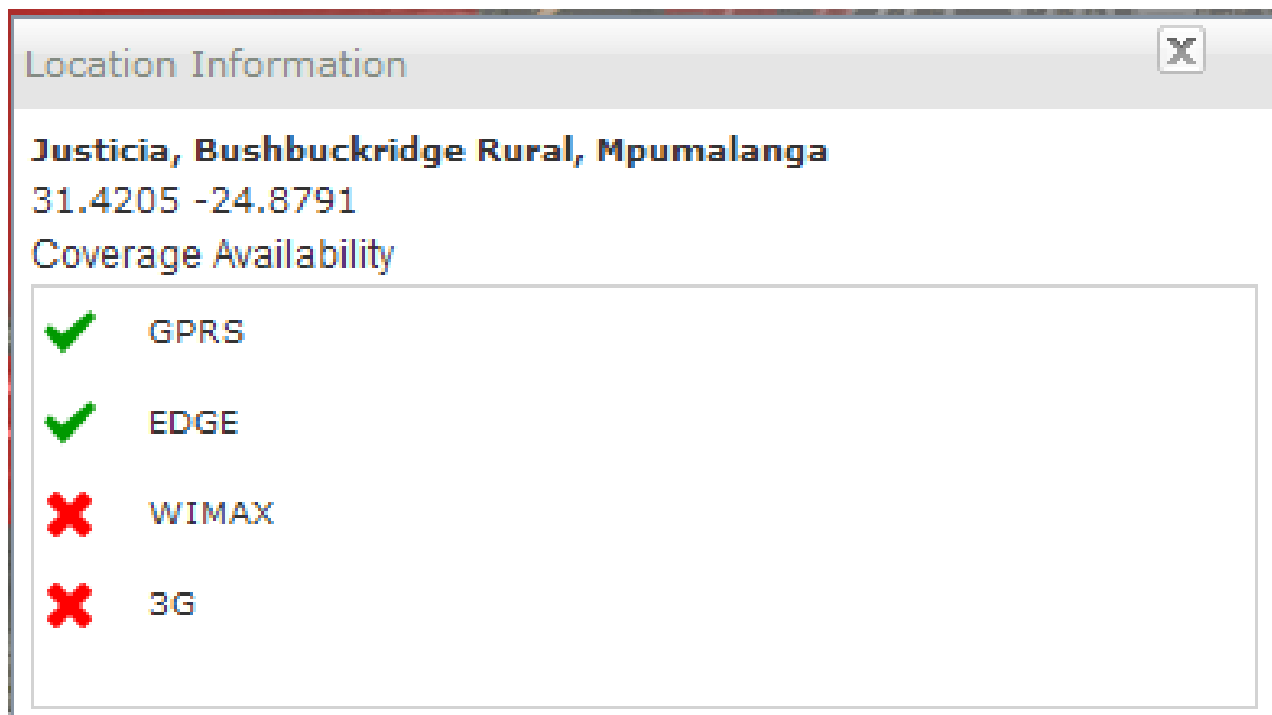 Location Information
Justicia, Bushbuckridge Rural, Mpumalanga
31.4205 -24.8791
Coverage Availability
GPRS
EDGE
WIMAX
3G